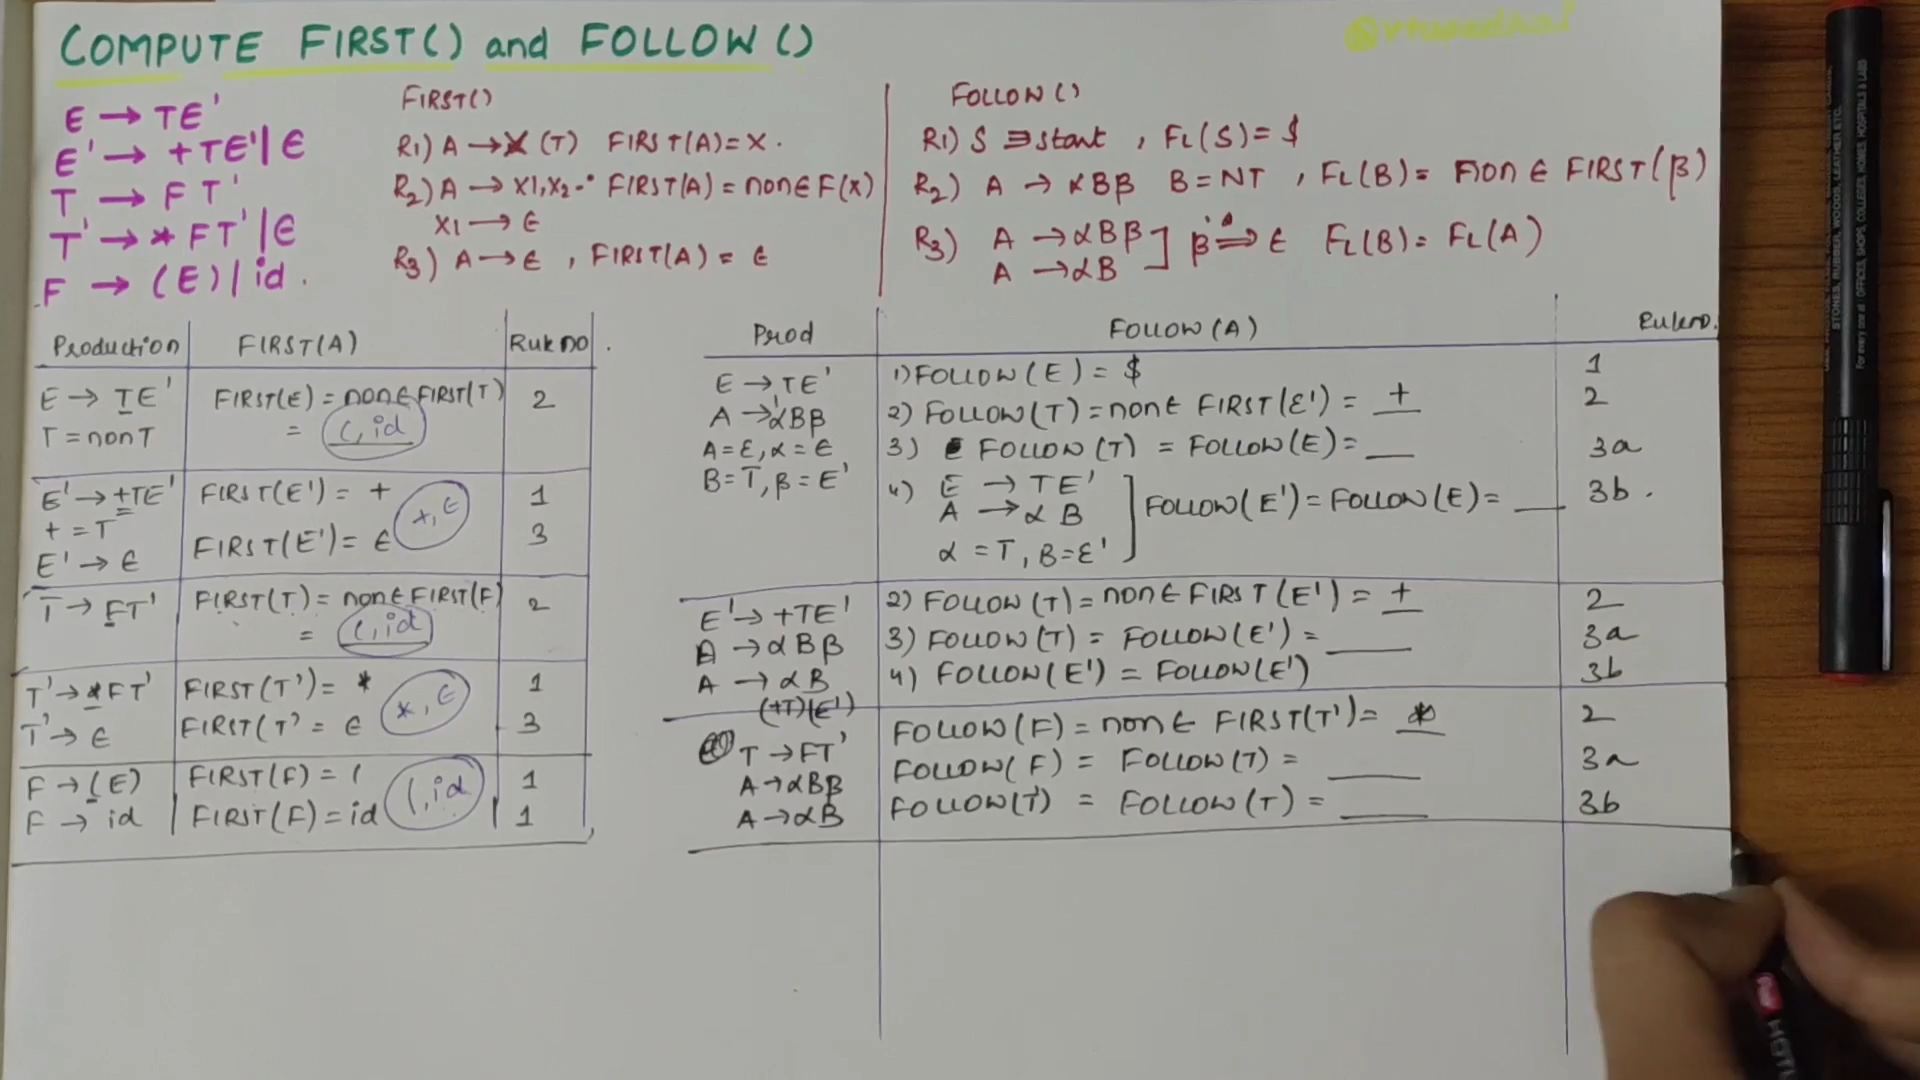 COMPUTE FIRST() and FOLLOW()
E → TE'
E' → +TE' | ∈
T → FT'
T' → * FT' | ∈
F → (E) | id .
FIRST()
R1) A → X (T) FIRST(A) = X .
R2) A → X1, X2 -- FIRST(A) = non ∈ F(X)
X1 → ∈
R3) A → ∈ , FIRST(A) = ∈
FOLLOW()
R1) S ∋ start , FL(S) = $
R2) A → αBβ B = NT , FL(B) = non ∈ FIRST(β)
R3) A → αBβ ] β ⇒ ∈ FL(B) = FL(A)
A → αB
Production FIRST(A) Rule no .
E → TE' FIRST(E) = non ∈ FIRST(T) 2
T = nonT = (, id
E' → +TE' FIRST(E') = + 1
+ = T +, ∈
E' → ∈ FIRST(E') = ∈ 3
T → FT' FIRST(T) = non ∈ FIRST(F) 2
= (, id
T' → *FT' FIRST(T') = * 1
*, ∈
T' → ∈ FIRST(T' = ∈ 3
F → (E) FIRST(F) = ( 1
(, id
F → id FIRST(F) = id 1
Prod FOLLOW(A) Rule no.
E → TE' 1) FOLLOW(E) = $ 1
A → αBβ 2) FOLLOW(T) = non ∈ FIRST(E') = + 2
A = E, α = ∈ 3) FOLLOW(T) = FOLLOW(E) = __ 3a
B = T, β = E' 4) E → TE' ] FOLLOW(E') = FOLLOW(E) = __ 3b .
A → α B
α = T, B = E'
E' → +TE' 2) FOLLOW(T) = non ∈ FIRST(E') = + 2
A → αBβ 3) FOLLOW(T) = FOLLOW(E') = __ 3a
A → αB 4) FOLLOW(E') = FOLLOW(E') 3b
(+T)(E')
T → FT' FOLLOW(F) = non ∈ FIRST(T') = * 2
A → αBβ FOLLOW(F) = FOLLOW(T) = __ 3a
A → αB FOLLOW(T') = FOLLOW(T) = __ 3b